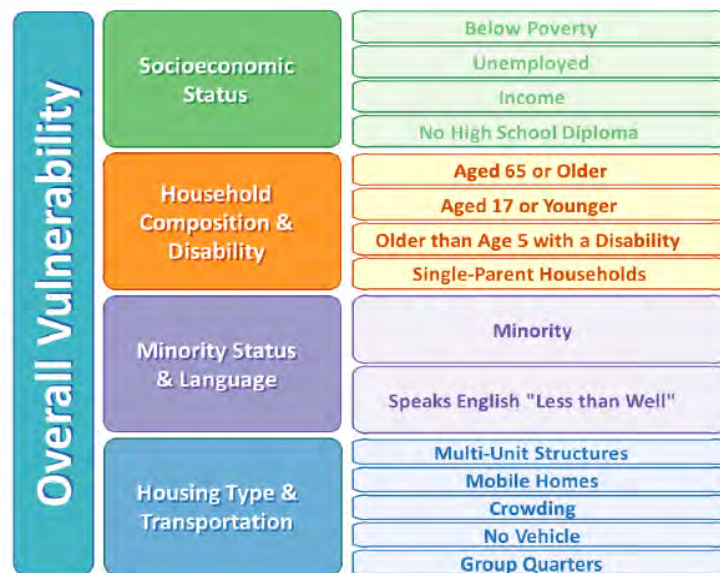 Overall Vulnerability
Socioeconomic
Status
Below Poverty
Unemployed
Income
No High School Diploma
Household
Composition &
Disability
Aged 65 or Older
Aged 17 or Younger
Older than Age 5 with a Disability
Single-Parent Households
Minority Status
& Language
Minority
Speaks English "Less than Well"
Housing Type &
Transportation
Multi-Unit Structures
Mobile Homes
Crowding
No Vehicle
Group Quarters